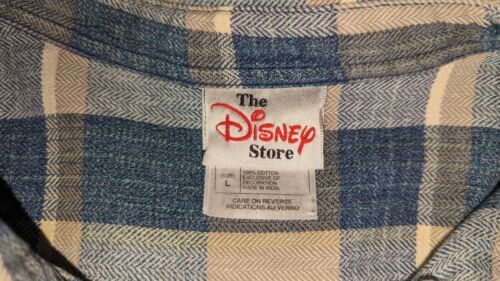 The
Disney
Store
SIZE
L
100% COTTON
EXCLUSIVE OF
DECORATION
MADE IN INDIA
CARE ON REVERSE
INDICATIONS AU VERSO